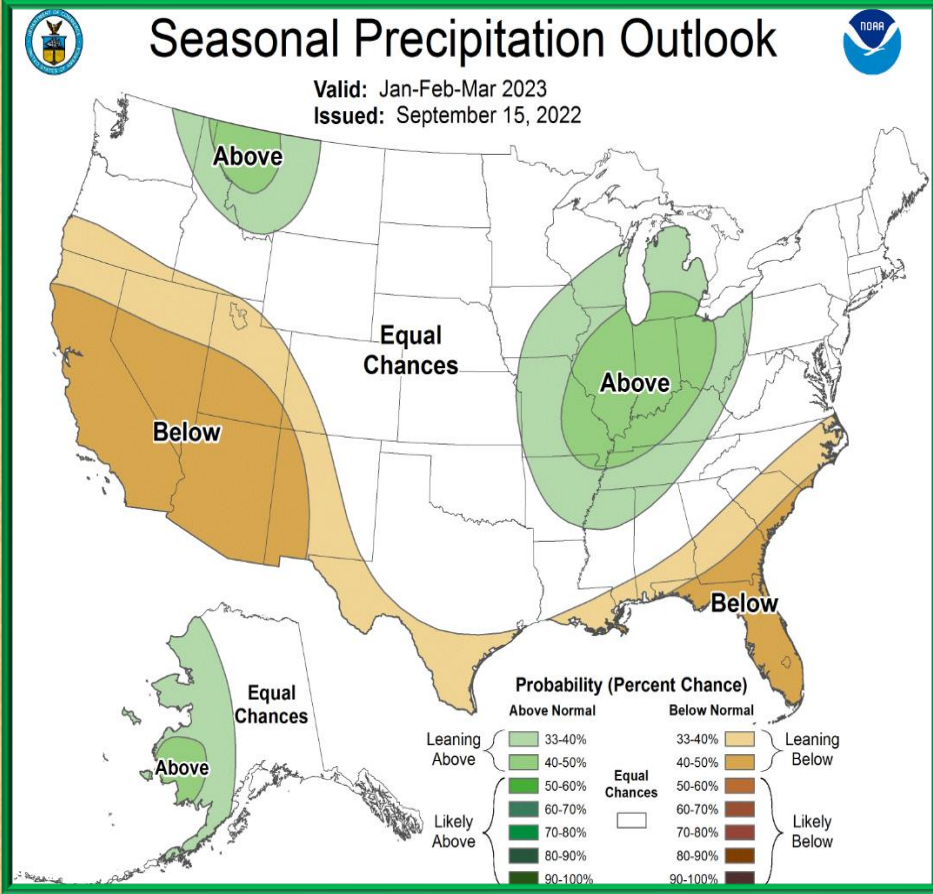 Seasonal Precipitation Outlook
NOAA
Valid: Jan-Feb-Mar 2023
Issued: September 15, 2022
Above
Equal
Chances
Above
Below
Below
Equal
Chances
Above
Probability (Percent Chance)
Above Normal
Below Normal
Leaning
Above
33-40%
40-50%
50-60%
60-70%
70-80%
80-90%
90-100%
Likely
Above
Equal
Chances
33-40%
40-50%
50-60%
60-70%
70-80%
80-90%
90-100%
Leaning
Below
Likely
Below